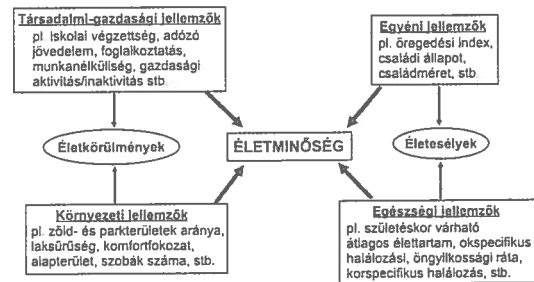 Társadalmi-gazdasági jellemzők
pl. iskolai végzettség, adózó
jövedelem, foglalkoztatás,
munkanélküliség, gazdasági
aktivitás/inaktivitás stb.
Egyéni jellemzők
pl. öregedési index,
családi állapot,
családméret, stb.
Életkörülmények
ÉLETMINŐSÉG
Életesélyek
Környezeti jellemzők
pl. zöld- és parkterületek aránya,
laksűrűség, komfortfokozat,
alapterület, szobák száma, stb.
Egészségi jellemzők
pl. születéskor várható
átlagos élettartam, okspecifikus
halálozási, öngyilkossági ráta,
korspecifikus halálozás, stb.